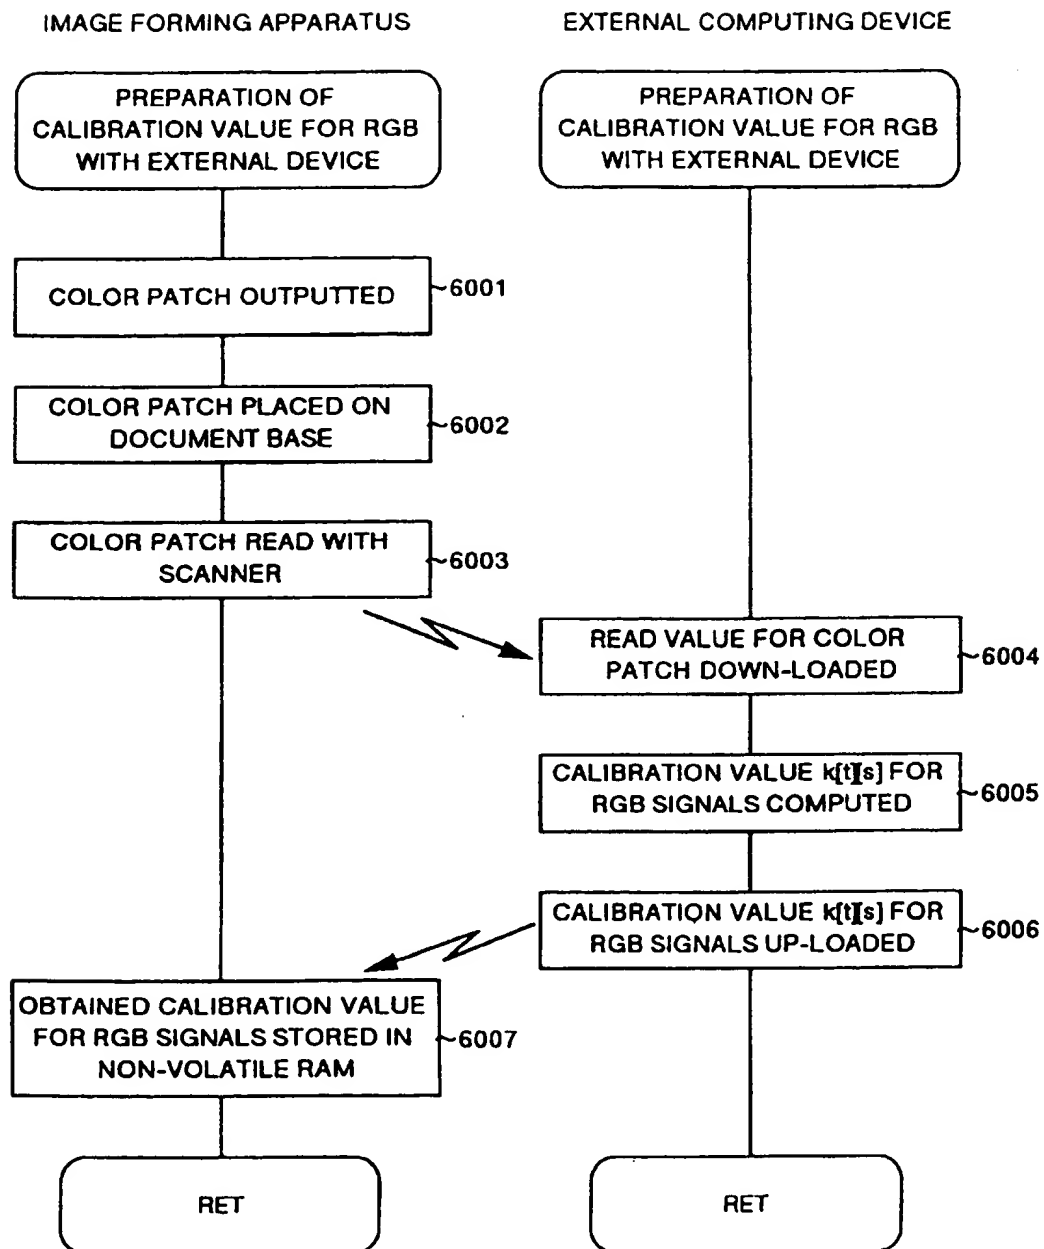 IMAGE FORMING APPARATUS
PREPARATION OF
CALIBRATION VALUE FOR RGB
WITH EXTERNAL DEVICE
COLOR PATCH OUTPUTTED
6001
COLOR PATCH PLACED ON
DOCUMENT BASE
6002
COLOR PATCH READ WITH
SCANNER
6003
OBTAINED CALIBRATION VALUE
FOR RGB SIGNALS STORED IN
NON-VOLATILE RAM
6007
RET
EXTERNAL COMPUTING DEVICE
PREPARATION OF
CALIBRATION VALUE FOR RGB
WITH EXTERNAL DEVICE
READ VALUE FOR COLOR
PATCH DOWN-LOADED
6004
CALIBRATION VALUE k[t][s] FOR
RGB SIGNALS COMPUTED
6005
CALIBRATION VALUE k[t][s] FOR
RGB SIGNALS UP-LOADED
6006
RET